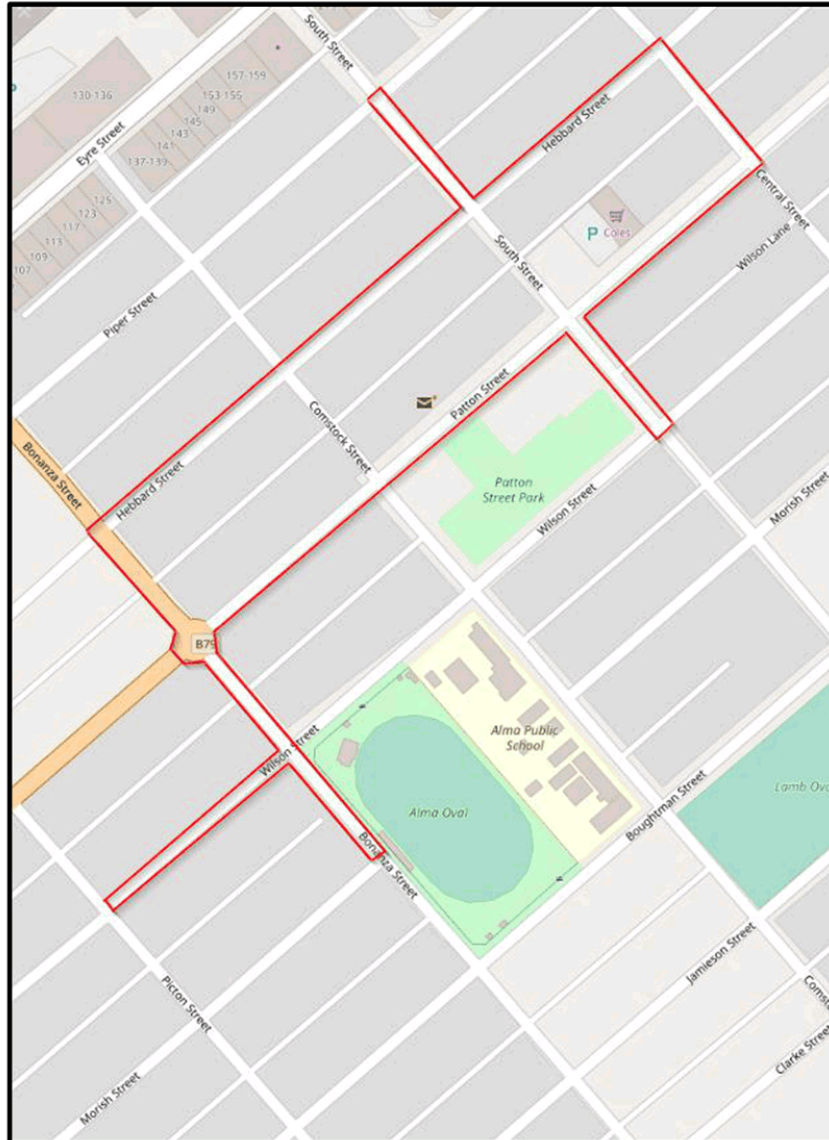 South Street
157-159
153-155
149
145
143
141
137-139
130-136
Eyre Street
125
123
117
113
109
107
Hebbard Street
Central Street
P
Coles
Wilson Lane
South Street
Piper Street
Patton Street
Comstock Street
Bonanza Street
Hebbard Street
Patton
Street Park
Wilson Street
Morish Street
B79
Alma Public
School
Wilson Street
Alma Oval
Lamb Ov
Boughtman Street
Bonanza Street
Jamieson Street
Picton Street
Coms
Clarke Street
Morish Street